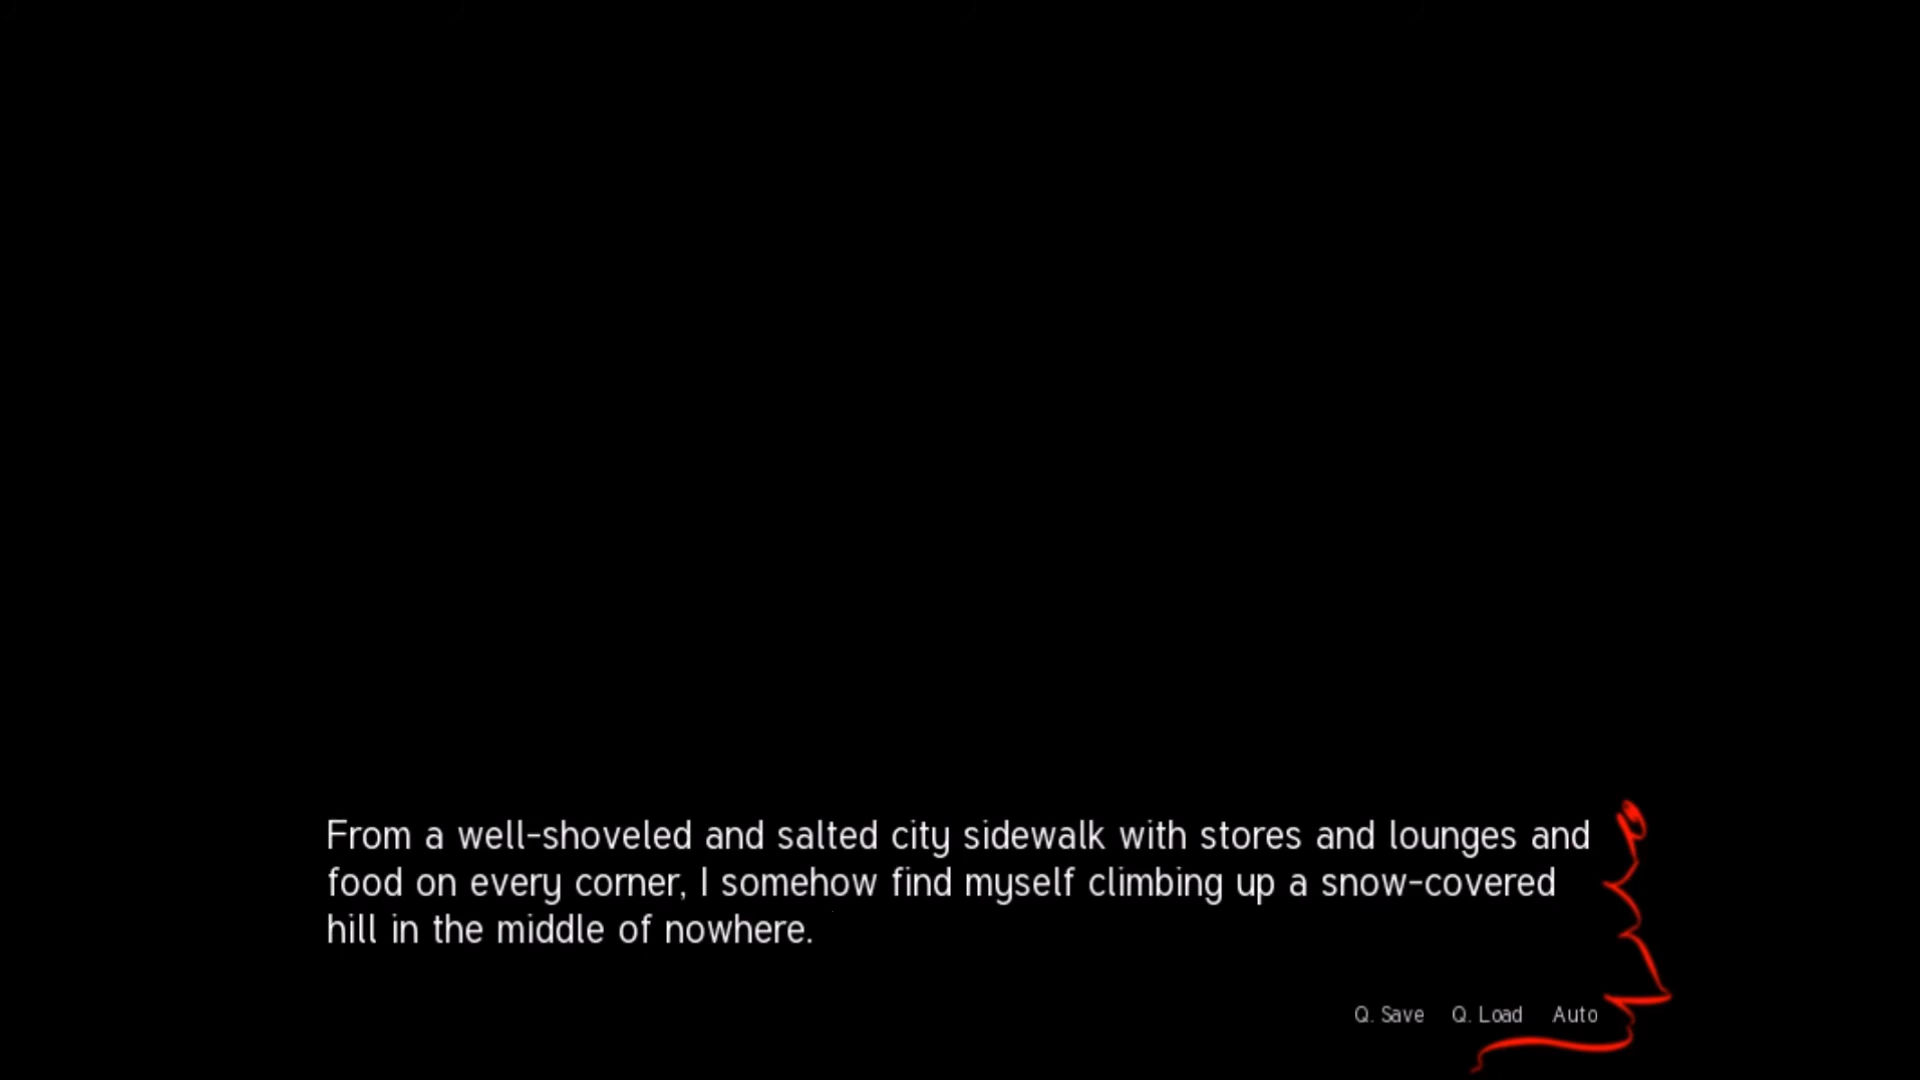 From a well-shoveled and salted city sidewalk with stores and lounges and
food on every corner, I somehow find myself climbing up a snow-covered
hill in the middle of nowhere.
Q. Save Q. Load Auto